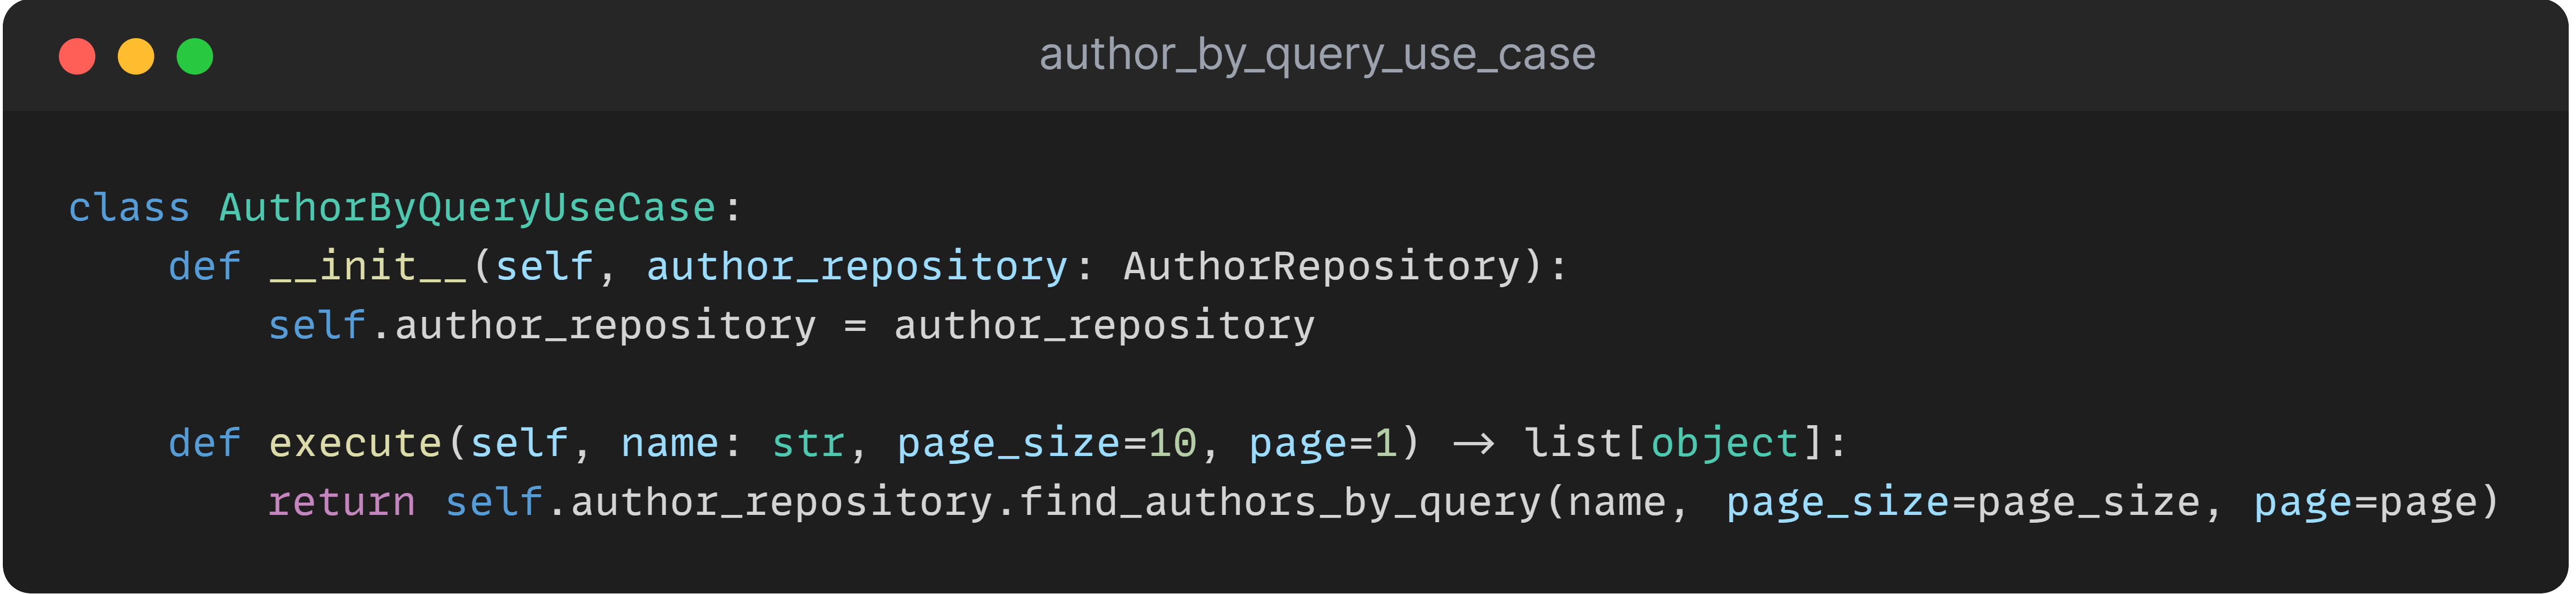 author_by_query_use_case
class AuthorByQueryUseCase:
    def __init__(self, author_repository: AuthorRepository):
        self.author_repository = author_repository
    def execute(self, name: str, page_size=10, page=1) -> list[object]:
        return self.author_repository.find_authors_by_query(name, page_size=page_size, page=page)